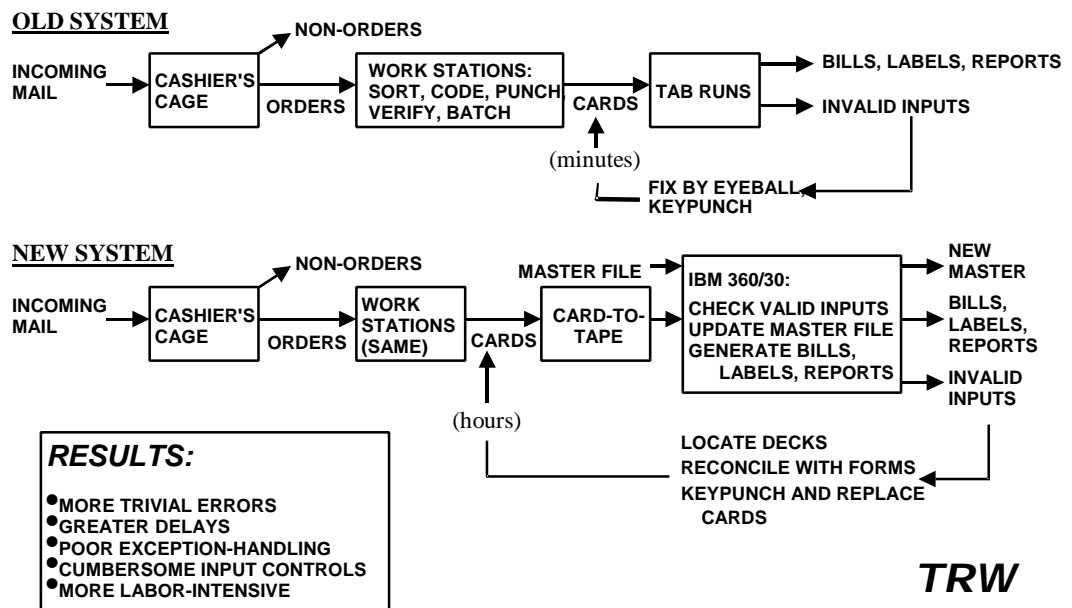 OLD SYSTEM
NON-ORDERS
INCOMING
MAIL
CASHIER'S
CAGE
ORDERS
WORK STATIONS:
SORT, CODE, PUNCH,
VERIFY, BATCH
CARDS
TAB RUNS
BILLS, LABELS, REPORTS
INVALID INPUTS
(minutes)
FIX BY EYEBALL,
KEYPUNCH
NEW SYSTEM
NON-ORDERS
INCOMING
MAIL
CASHIER'S
CAGE
ORDERS
WORK
STATIONS
(SAME)
CARDS
MASTER FILE
CARD-TO-
TAPE
IBM 360/30:
CHECK VALID INPUTS
UPDATE MASTER FILE
GENERATE BILLS,
LABELS, REPORTS
NEW
MASTER
BILLS,
LABELS,
REPORTS
INVALID
INPUTS
(hours)
LOCATE DECKS
RECONCILE WITH FORMS
KEYPUNCH AND REPLACE
CARDS
RESULTS:
•MORE TRIVIAL ERRORS
•GREATER DELAYS
•POOR EXCEPTION-HANDLING
•CUMBERSOME INPUT CONTROLS
•MORE LABOR-INTENSIVE
TRW